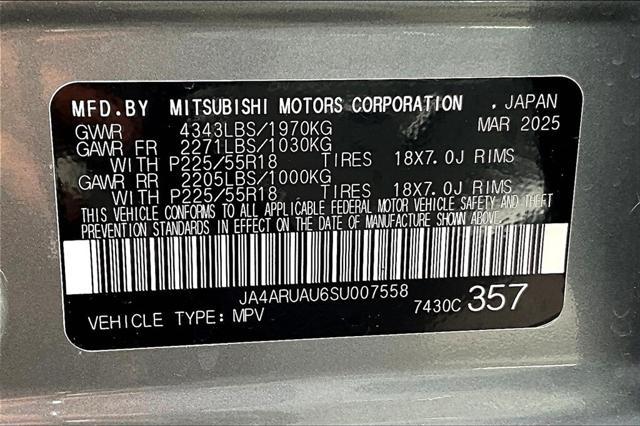 MFD.BY MITSUBISHI MOTORS CORPORATION , JAPAN
GVWR 4343LBS/1970KG MAR 2025
GAWR FR 2271LBS/1030KG
WITH P225/55R18 TIRES 18X7.0J RIMS
GAWR RR 2205LBS/1000KG
WITH P225/55R18 TIRES 18X7.0J RIMS
THIS VEHICLE CONFORMS TO ALL APPLICABLE FEDERAL MOTOR VEHICLE SAFETY AND THEFT
PREVENTION STANDARDS IN EFFECT ON THE DATE OF MANUFACTURE SHOWN ABOVE.
JA4ARUAU6SU007558
VEHICLE TYPE: MPV 7430C 357